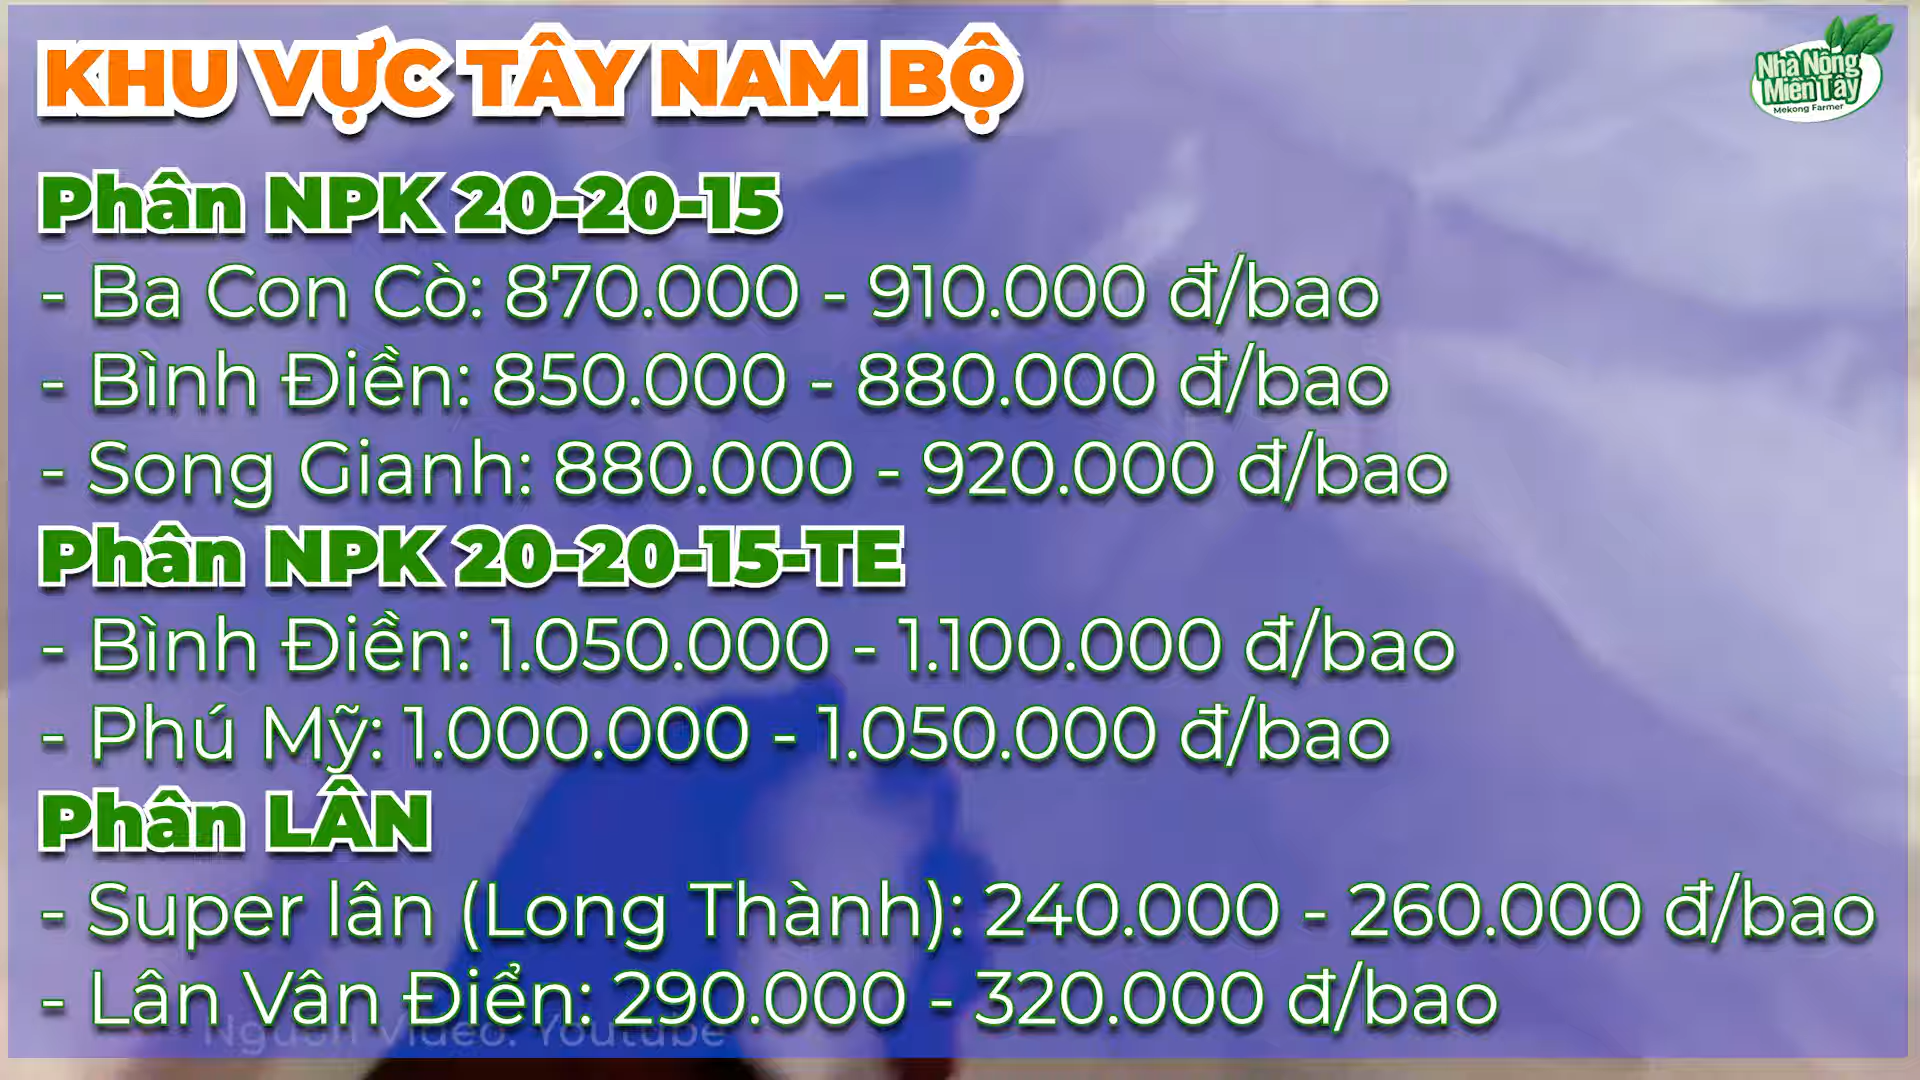 KHU VỰC TÂY NAM BỘ
Nhà Nông
Miền Tây
Mekong Farmer
Phân NPK 20-20-15
- Ba Con Cò: 870.000 - 910.000 đ/bao
- Bình Điền: 850.000 - 880.000 đ/bao
- Song Gianh: 880.000 - 920.000 đ/bao
Phân NPK 20-20-15-TE
- Bình Điền: 1.050.000 - 1.100.000 đ/bao
- Phú Mỹ: 1.000.000 - 1.050.000 đ/bao
Phân LÂN
- Super lân (Long Thành): 240.000 - 260.000 đ/bao
- Lân Vân Điển: 290.000 - 320.000 đ/bao
Nguồn Video: Youtube